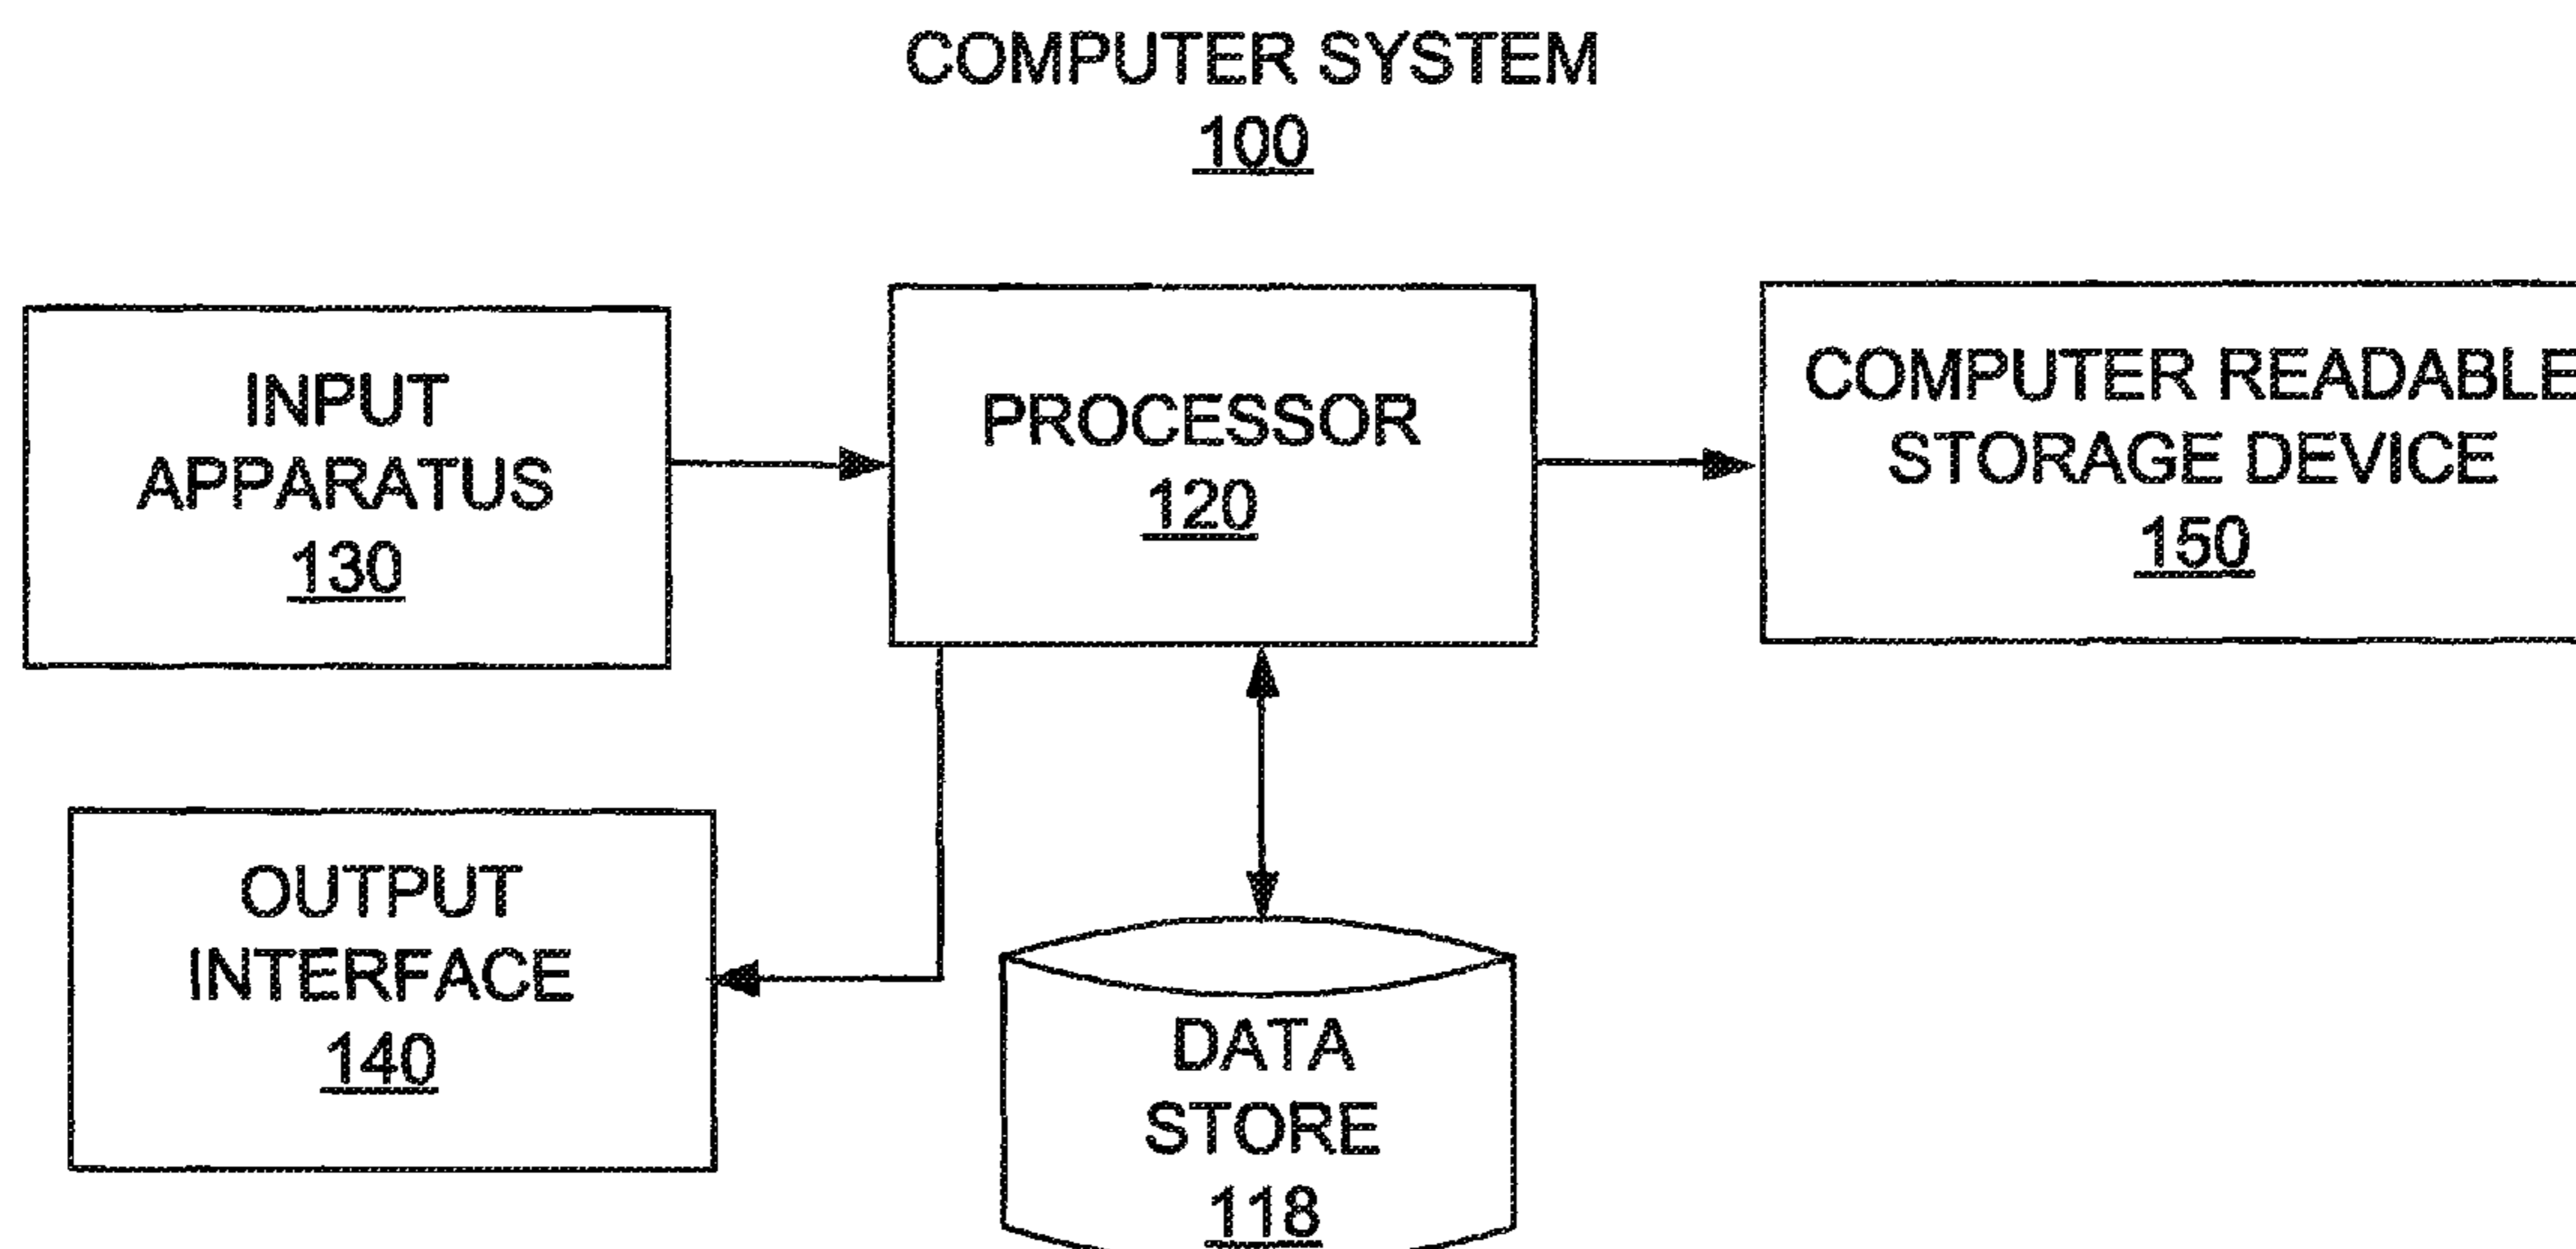 COMPUTER SYSTEM
100
INPUT
APPARATUS
130
PROCESSOR
120
COMPUTER READABLE
STORAGE DEVICE
150
OUTPUT
INTERFACE
140
DATA
STORE
118